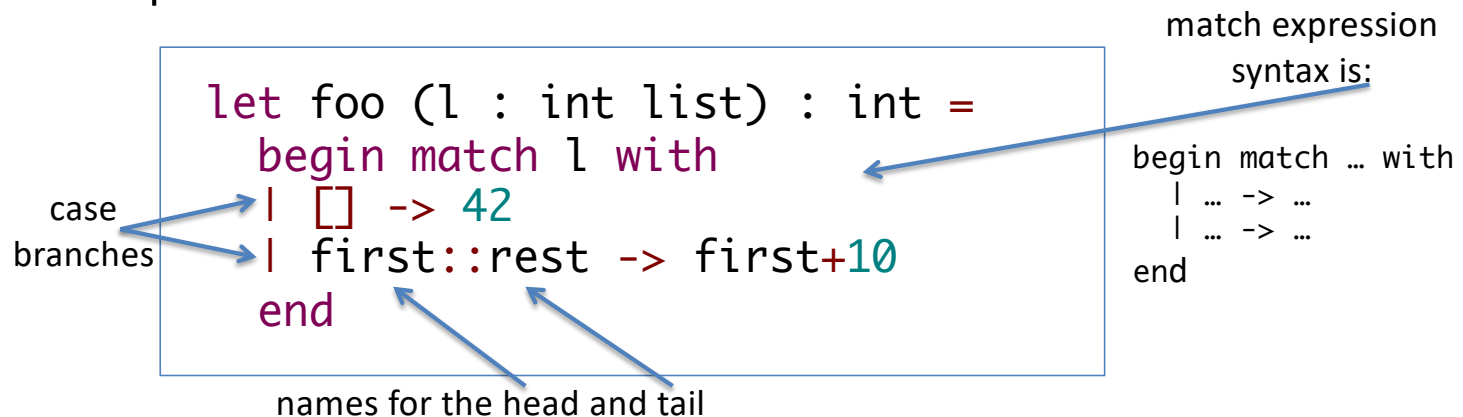 match expression
syntax is:
let foo (l : int list) : int =
begin match l with
| [] -> 42
| first::rest -> first+10
end
case
branches
names for the head and tail
begin match … with
| … -> …
| … -> …
end